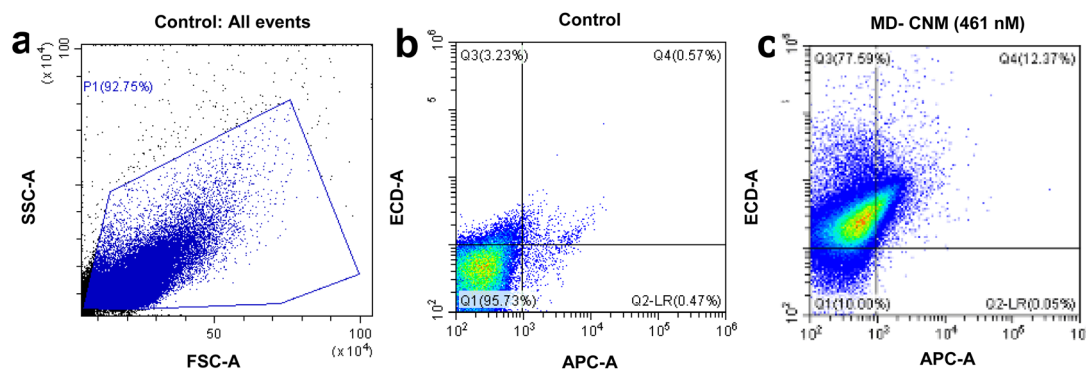 a
Control: All events
100
(x 10⁴)
P1(92.75%)
SSC-A
50
100
(x 10⁴)
FSC-A
b
Control
10⁶
Q3(3.23%)
Q4(0.57%)
5
ECD-A
Q1(95.73%)
Q2-LR(0.47%)
10²
10² 10³ 10⁴ 10⁵ 10⁶
APC-A
c
MD- CNM (461 nM)
Q3(77.59%)
Q4(12.37%)
ECD-A
Q1(10.00%)
Q2-LR(0.05%)
10²
10² 10³ 10⁴ 10⁵ 10⁶
APC-A